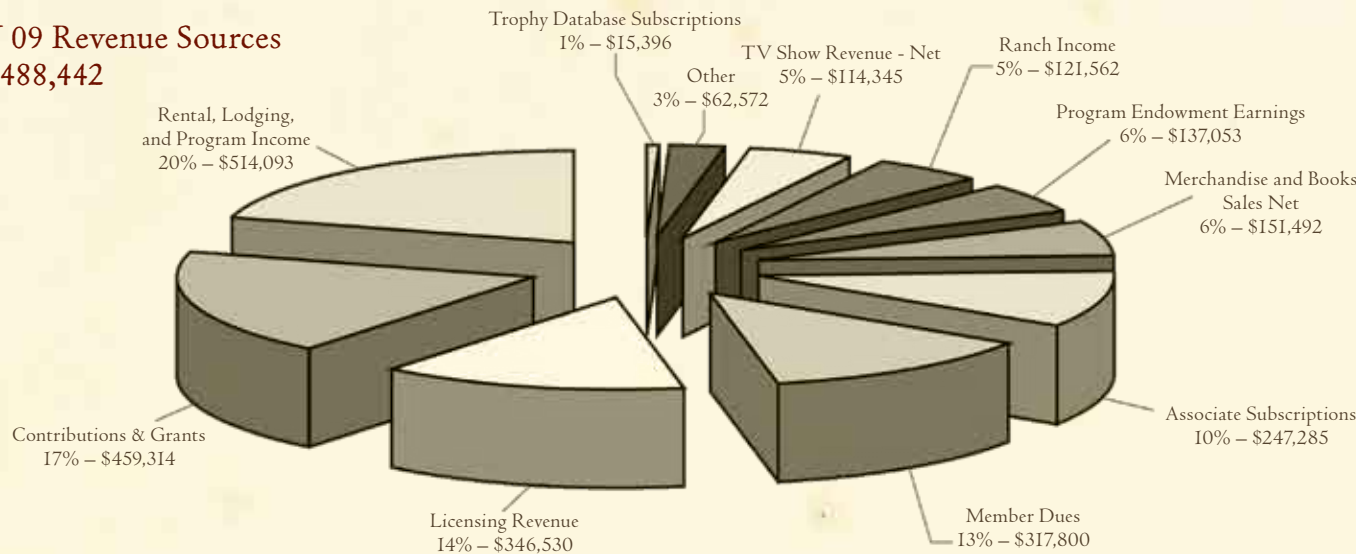 09 Revenue Sources
488,442
Trophy Database Subscriptions
1% – $15,396
Other
3% – $62,572
TV Show Revenue - Net
5% – $114,345
Ranch Income
5% – $121,562
Program Endowment Earnings
6% – $137,053
Merchandise and Books
Sales Net
6% – $151,492
Rental, Lodging,
and Program Income
20% – $514,093
Contributions & Grants
17% – $459,314
Licensing Revenue
14% – $346,530
Member Dues
13% – $317,800
Associate Subscriptions
10% – $247,285